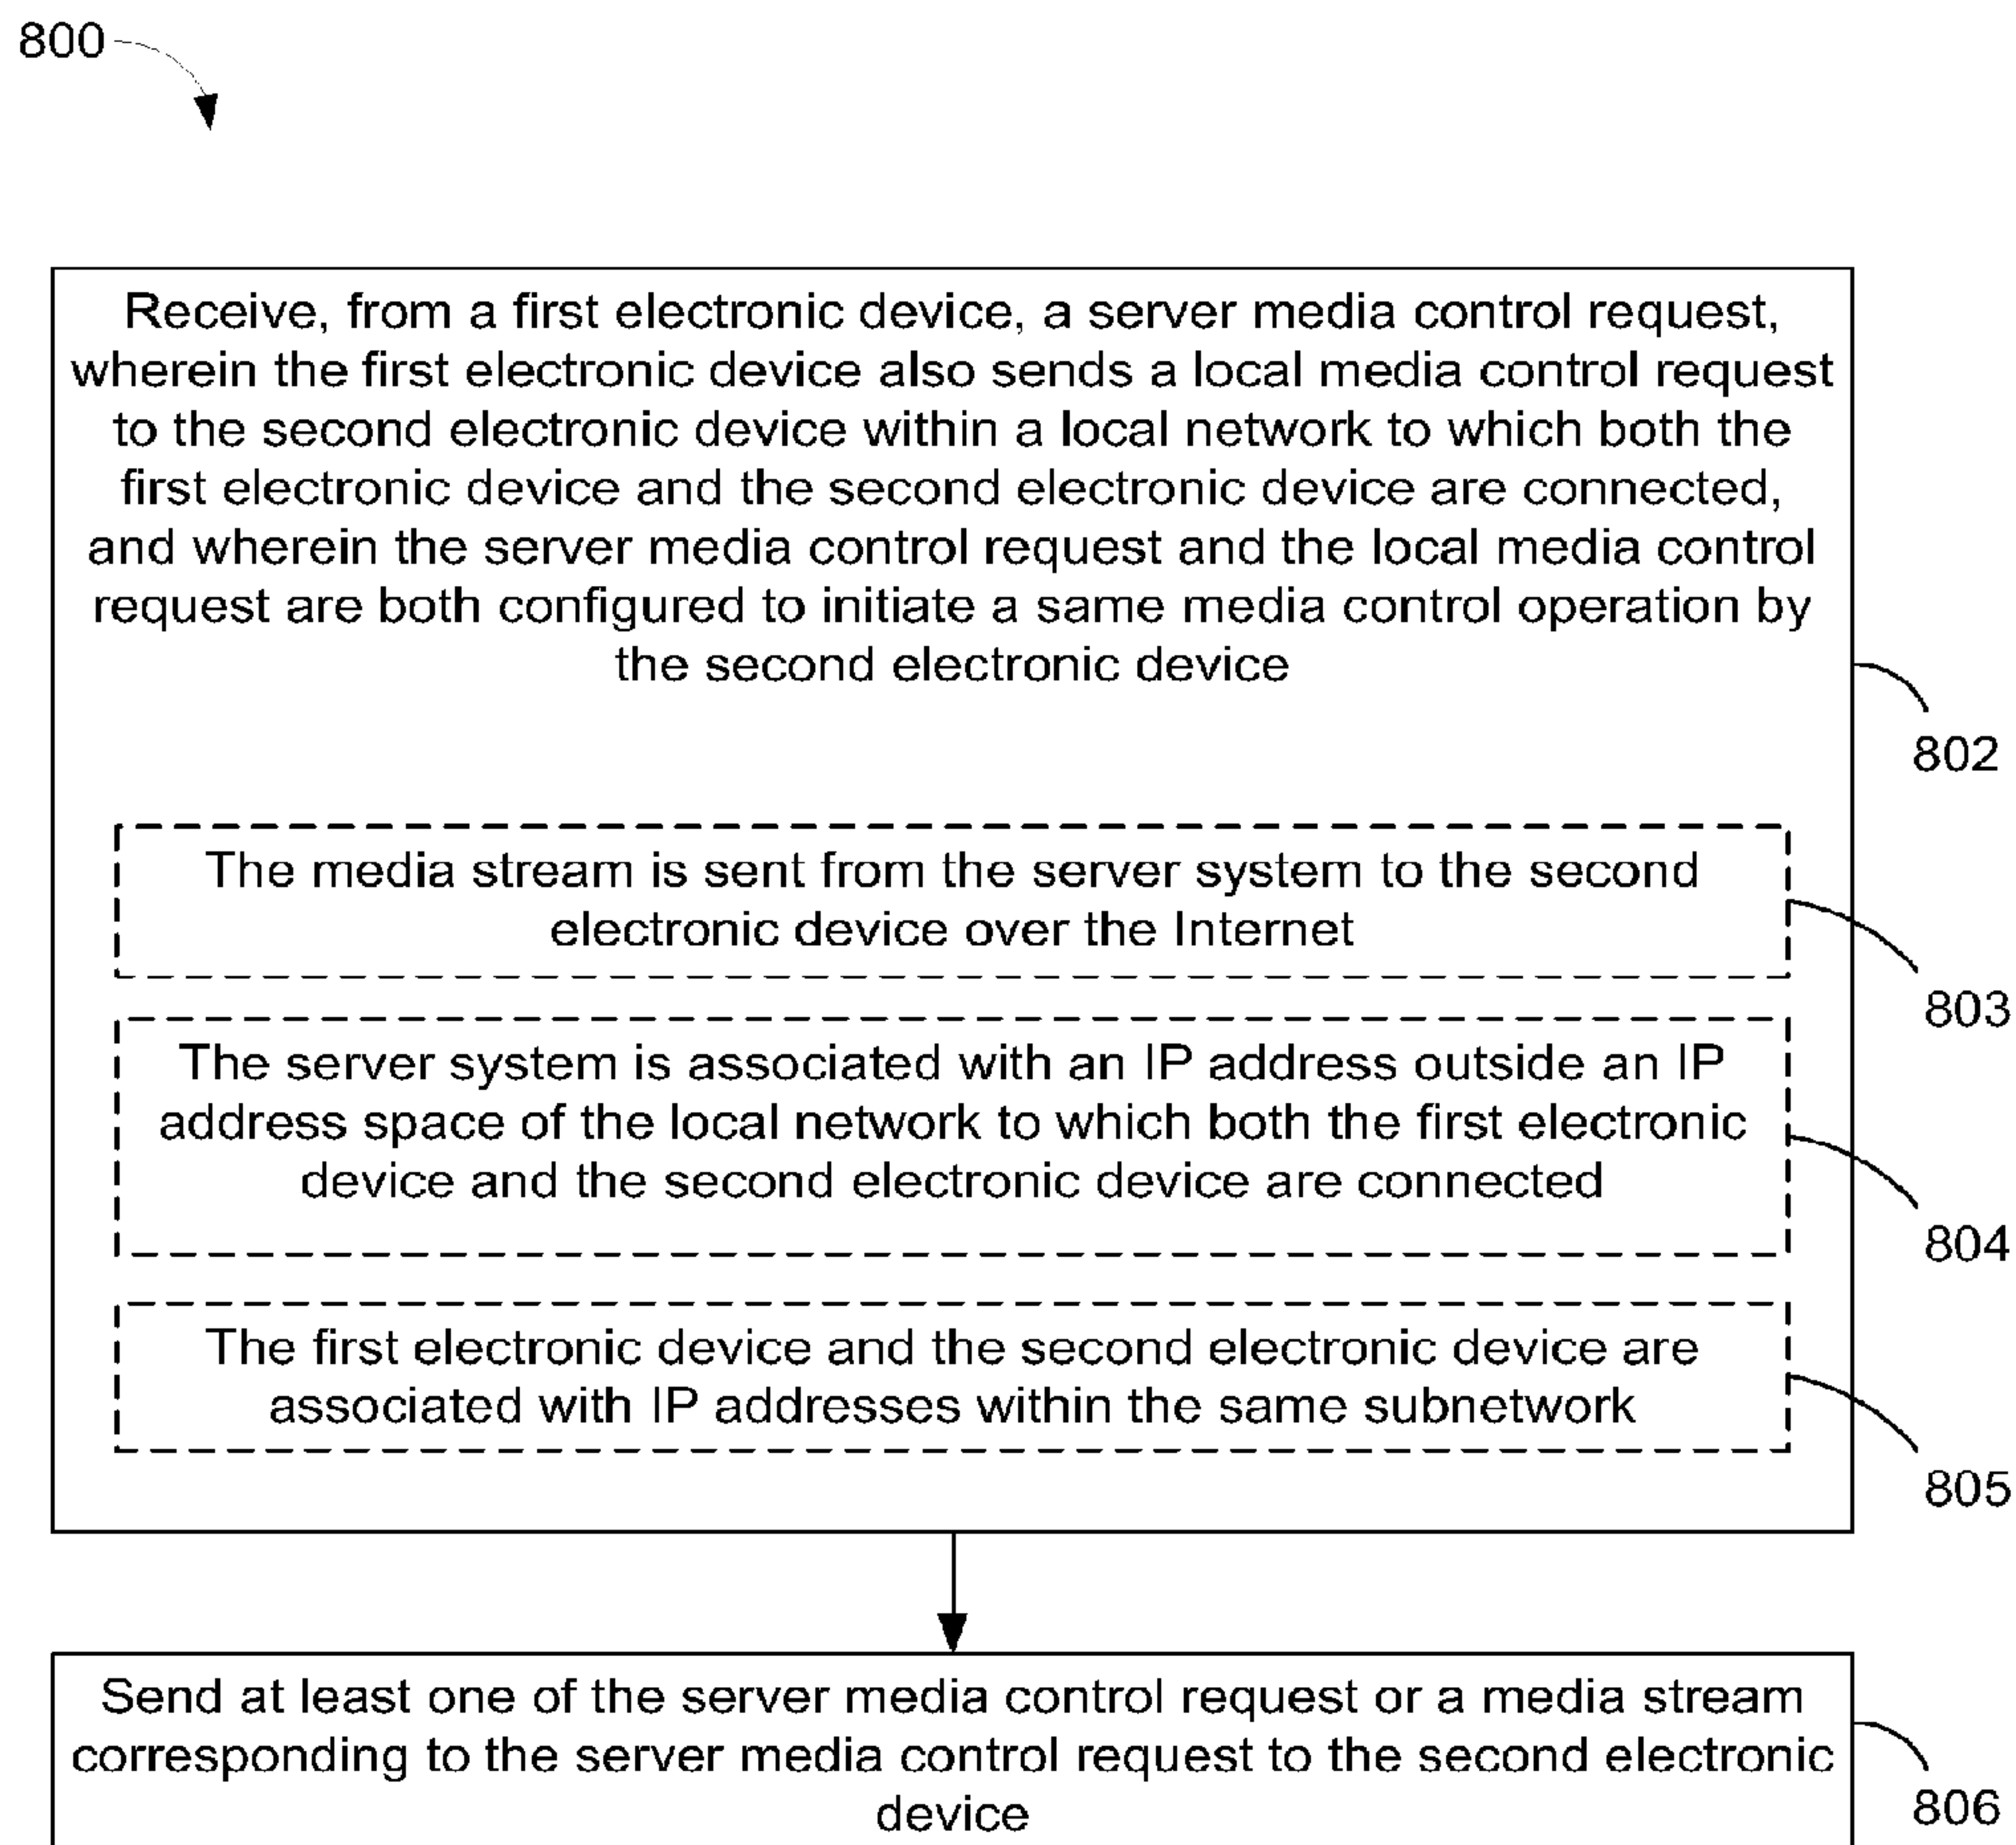 800
Receive, from a first electronic device, a server media control request,
wherein the first electronic device also sends a local media control request
to the second electronic device within a local network to which both the
first electronic device and the second electronic device are connected,
and wherein the server media control request and the local media control
request are both configured to initiate a same media control operation by
the second electronic device
802
The media stream is sent from the server system to the second
electronic device over the Internet
803
The server system is associated with an IP address outside an IP
address space of the local network to which both the first electronic
device and the second electronic device are connected
804
The first electronic device and the second electronic device are
associated with IP addresses within the same subnetwork
805
Send at least one of the server media control request or a media stream
corresponding to the server media control request to the second electronic
device
806